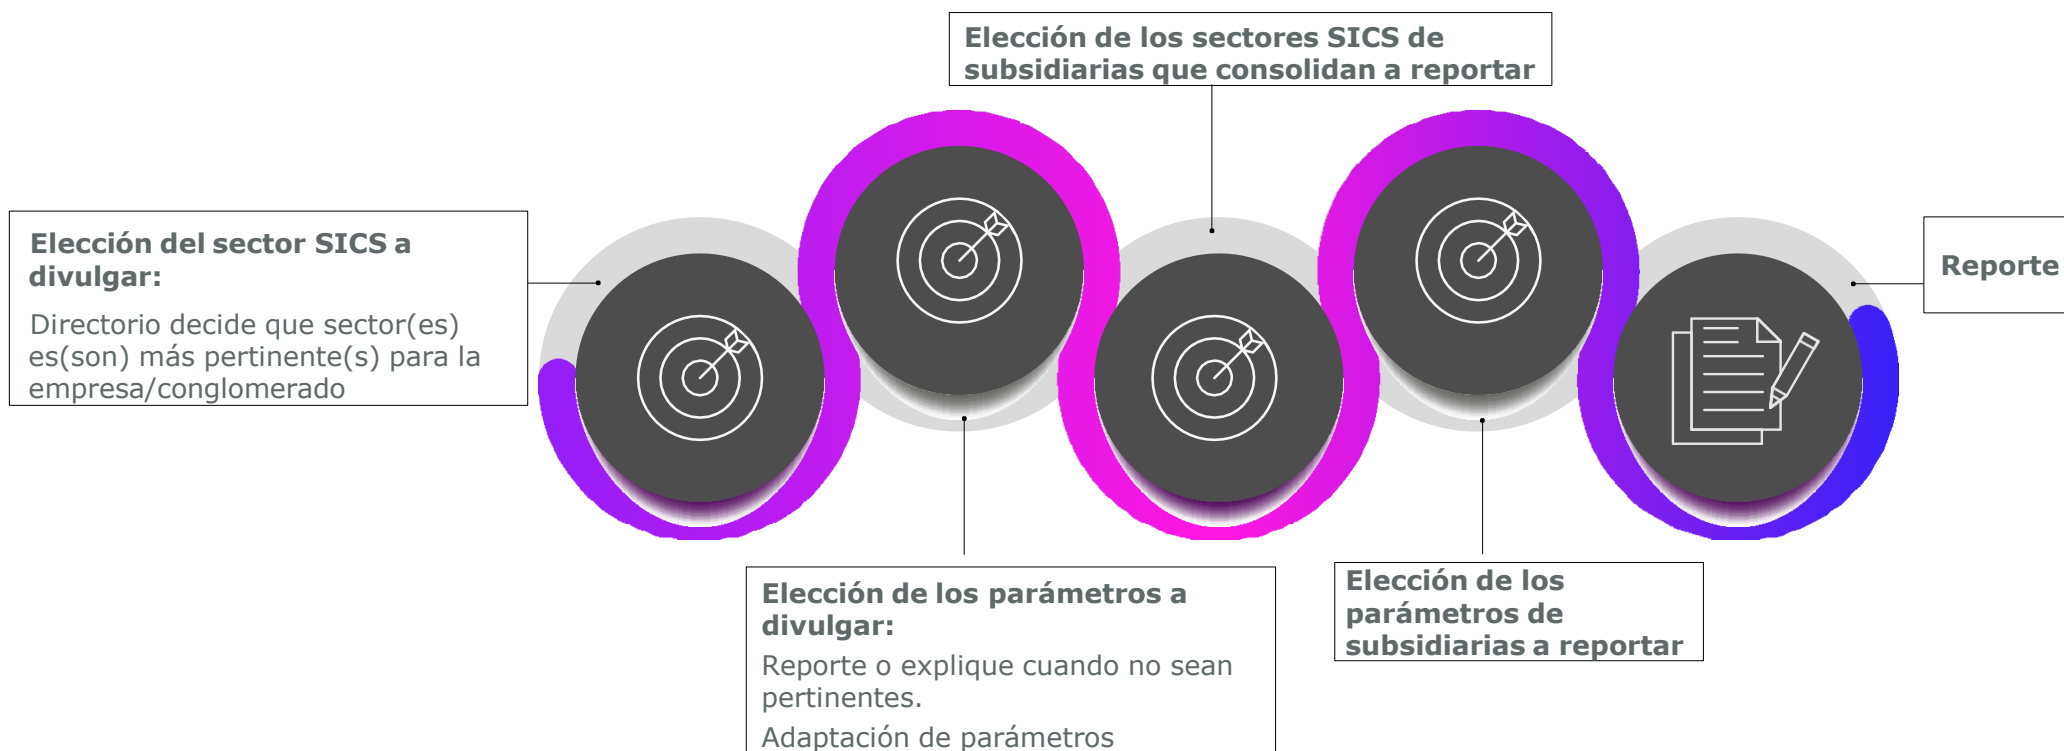 Elección del sector SICS a
divulgar:
Directorio decide que sector(es)
es(son) más pertinente(s) para la
empresa/conglomerado
Elección de los parámetros a
divulgar:
Reporte o explique cuando no sean
pertinentes.
Adaptación de parámetros
Elección de los sectores SICS de
subsidiarias que consolidan a reportar
Elección de los
parámetros de
subsidiarias a reportar
Reporte